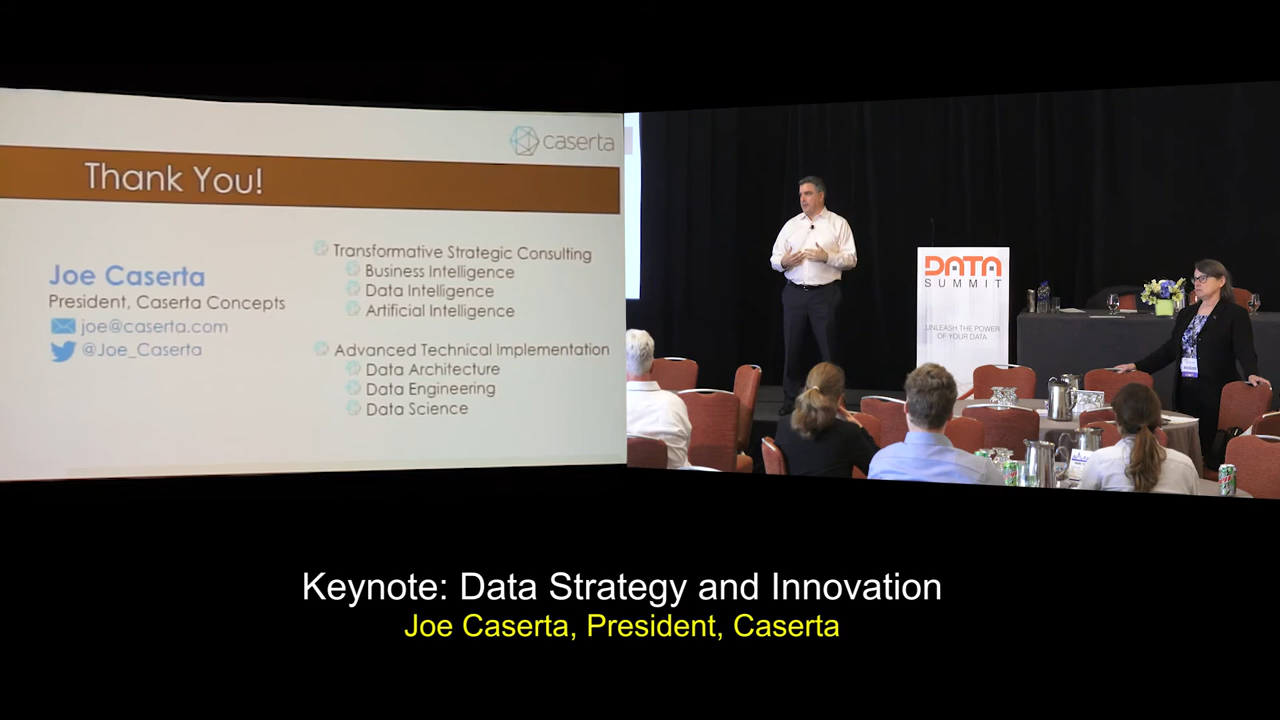 caserta
Thank You!
Joe Caserta
President, Caserta Concepts
joe@caserta.com
@Joe_Caserta
Transformative Strategic Consulting
Business Intelligence
Data Intelligence
Artificial Intelligence
Advanced Technical Implementation
Data Architecture
Data Engineering
Data Science
DATA
SUMMIT
UNLEASH THE POWER
OF YOUR DATA
Keynote: Data Strategy and Innovation
Joe Caserta, President, Caserta